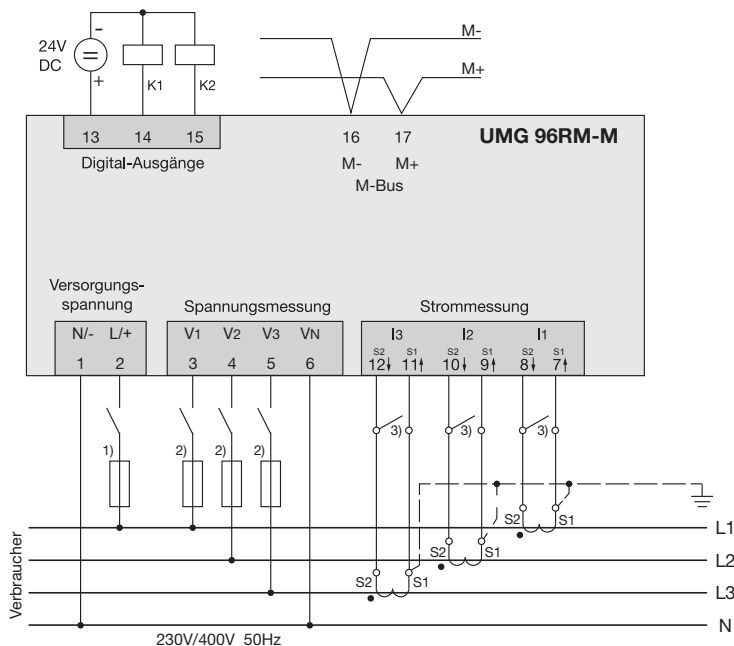 24V
DC
-
+
K1
K2
M-
M+
13 14 15
Digital-Ausgänge
16 17
M- M+
M-Bus
UMG 96RM-M
Versorgungs-
spannung
Spannungsmessung
Strommessung
N/- L/+
V1 V2 V3 VN
I3 I2 I1
S2 S1 S2 S1 S2 S1
1 2 3 4 5 6 12 11 10 9 8 7
3) 3) 3)
1) 2) 2) 2)
S2 S1
L1
S2 S1
L2
S2 S1
L3
N
Verbraucher
230V/400V 50Hz